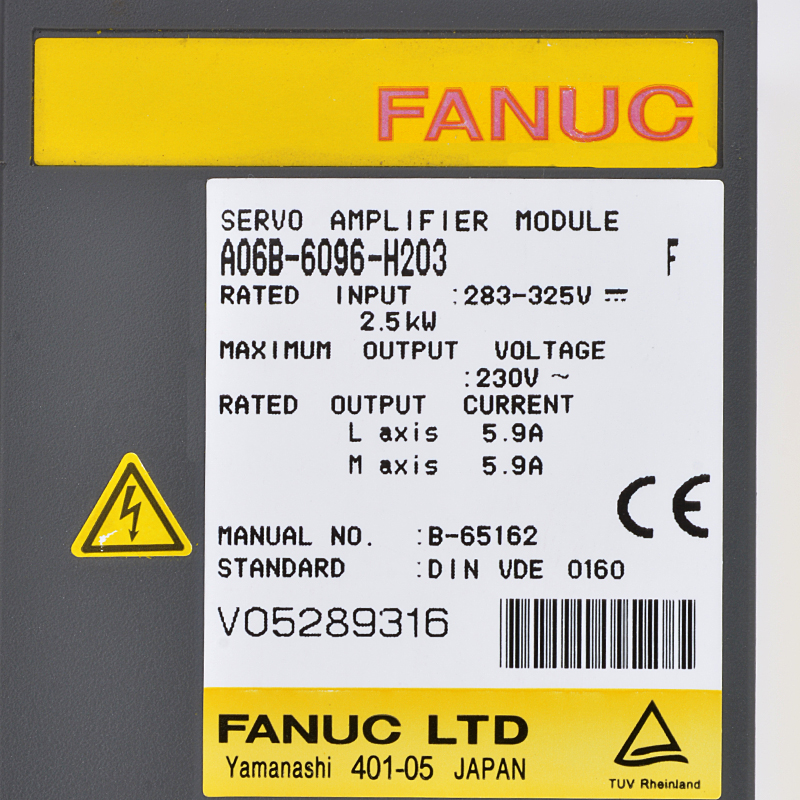 FANUC
SERVO AMPLIFIER MODULE
A06B-6096-H203 F
RATED INPUT :283-325V ⎓
2.5kW
MAXIMUM OUTPUT VOLTAGE
:230V ~
RATED OUTPUT CURRENT
L axis 5.9A
M axis 5.9A
CE
MANUAL NO. :B-65162
STANDARD :DIN VDE 0160
V05289316
FANUC LTD
Yamanashi 401-05 JAPAN
TUV Rheinland